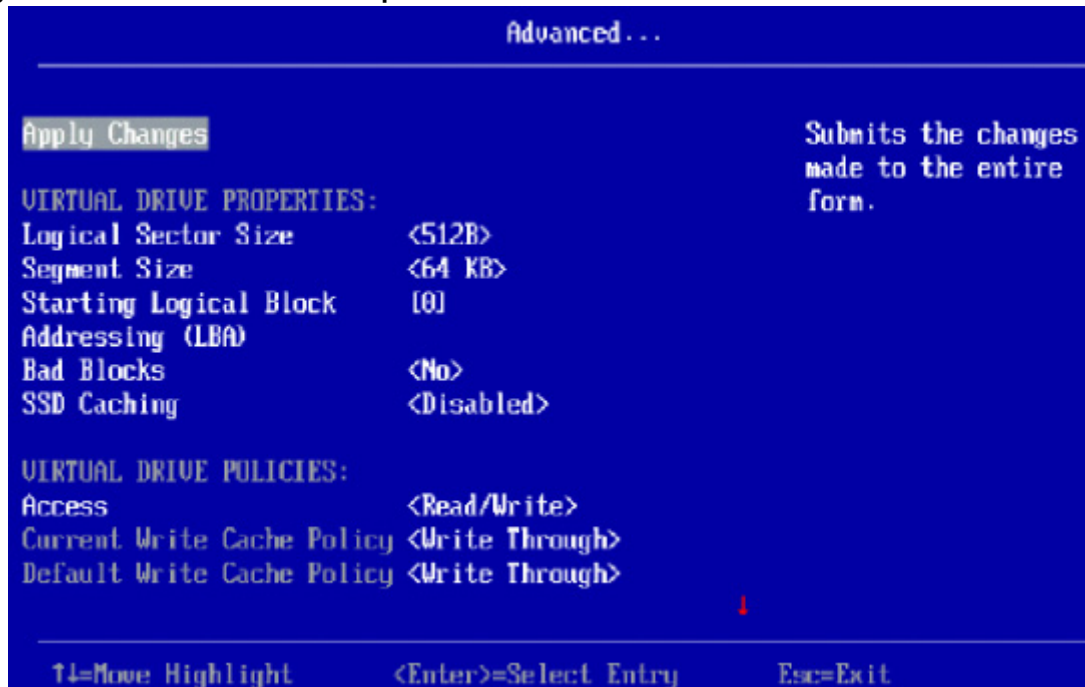 Advanced...
Apply Changes
Submits the changes
made to the entire
form.
VIRTUAL DRIVE PROPERTIES:
Logical Sector Size <512B>
Segment Size <64 KB>
Starting Logical Block [0]
Addressing (LBA)
Bad Blocks <No>
SSD Caching <Disabled>
VIRTUAL DRIVE POLICIES:
Access <Read/Write>
Current Write Cache Policy <Write Through>
Default Write Cache Policy <Write Through>
↓
↑↓=Move Highlight <Enter>=Select Entry Esc=Exit